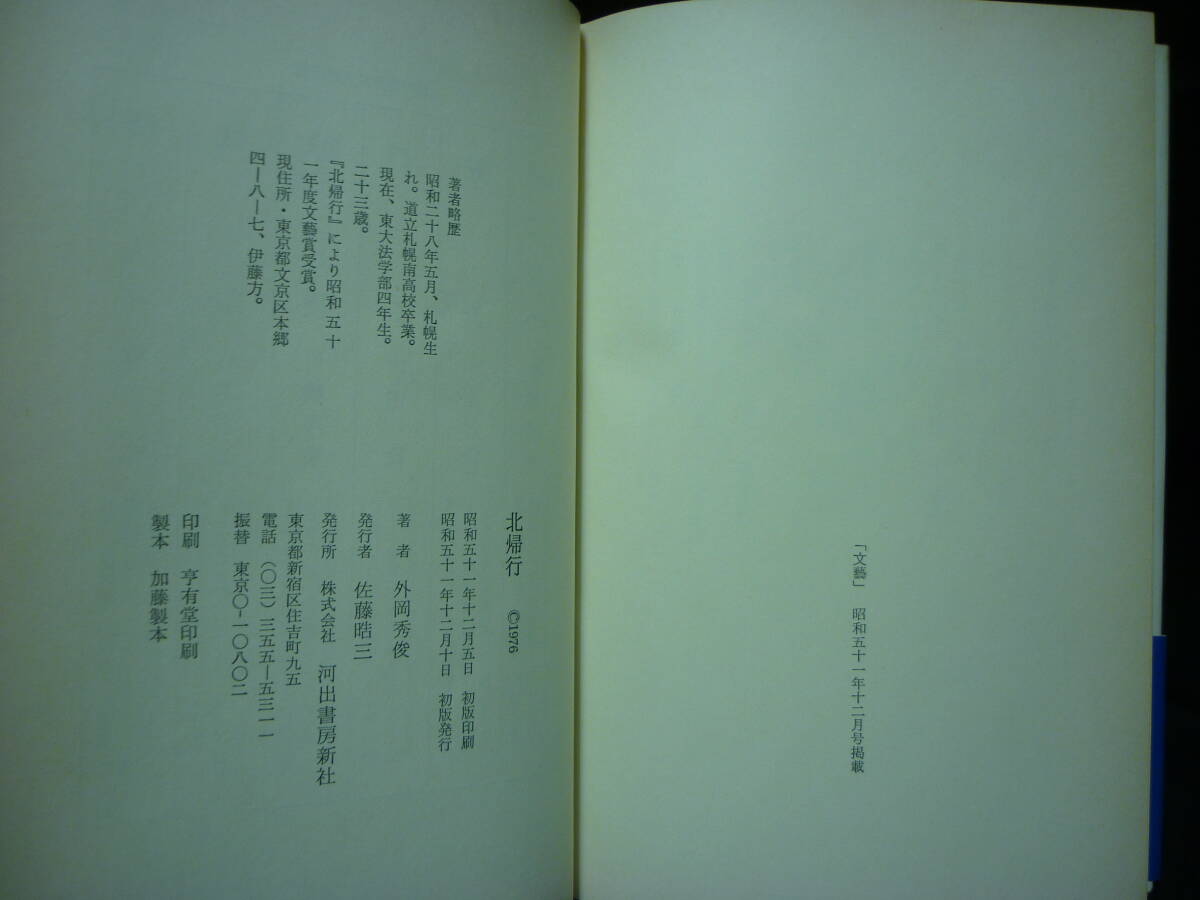 「文藝」　昭和五十一年十二月号掲載
著者略歴
昭和二十八年五月、札幌生
れ。道立札幌南高校卒業。
現在、東大法学部四年生。
二十三歳。
『北帰行』により昭和五十
一年度文藝賞受賞。
現住所・東京都文京区本郷
四—八—七、伊藤方。
北帰行　©1976
昭和五十一年十二月五日　初版印刷
昭和五十一年十二月十日　初版発行
著　者　外岡秀俊
発行者　佐藤晧三
発行所　株式会社　河出書房新社
東京都新宿区住吉町九五
電話　（〇三）三五五—五三一一
振替　東京〇-一〇八〇二
印刷　亨有堂印刷
製本　加藤製本